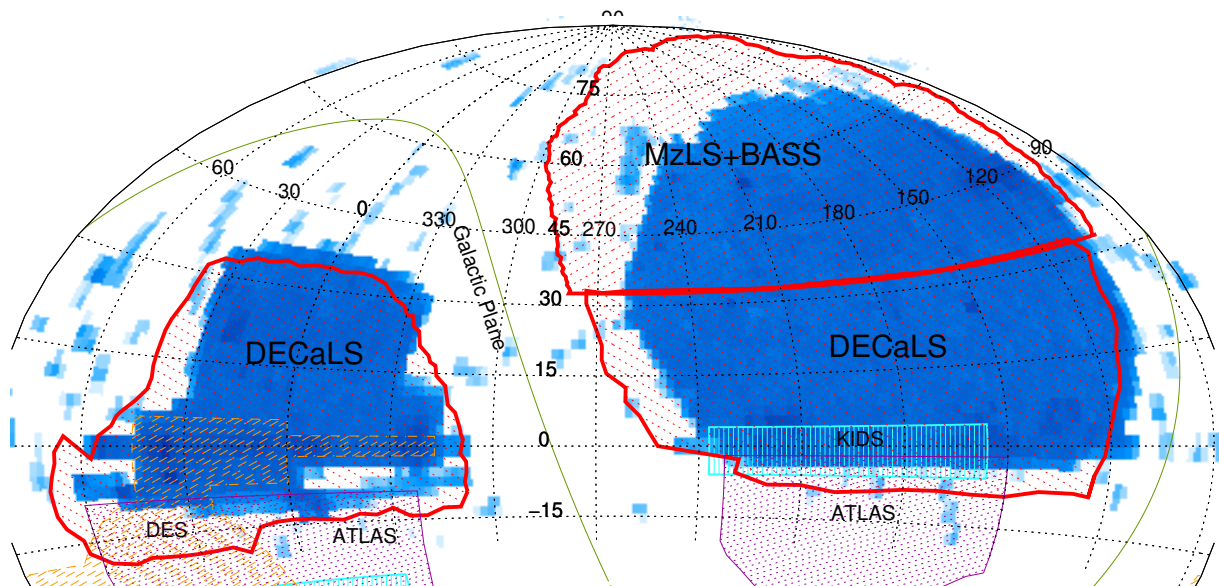 90
75
MzLS+BASS
90
60
60
120
30
150
0
180
330
210
300
45
270
240
Galactic Plane
30
DECaLS
DECaLS
15
0
KIDS
−15
ATLAS
DES
ATLAS